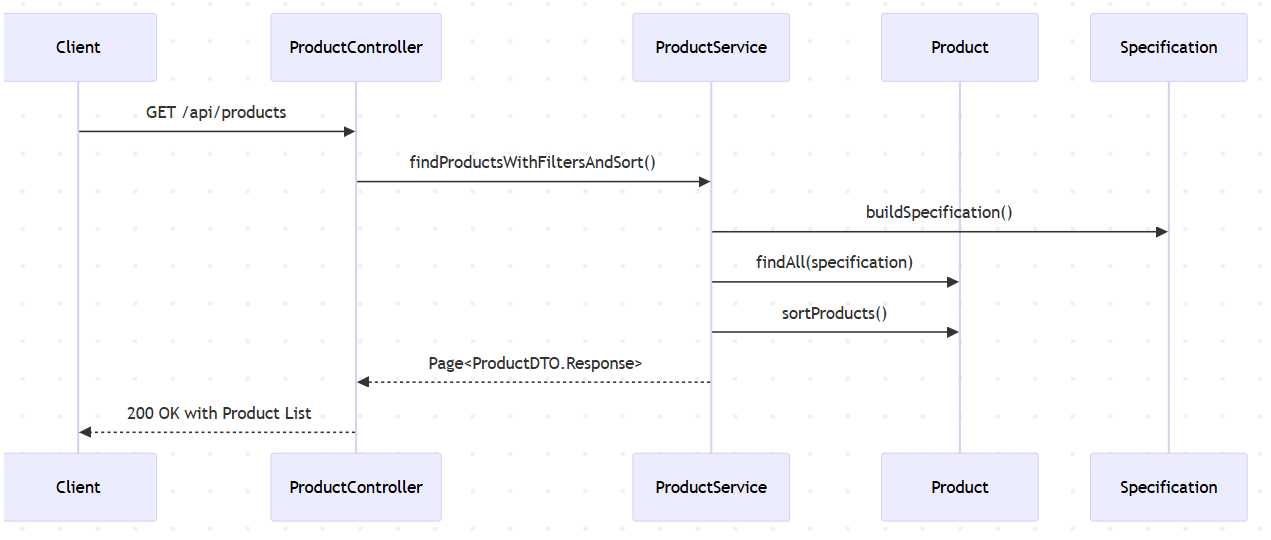 Client
ProductController
ProductService
Product
Specification
GET /api/products
findProductsWithFiltersAndSort()
buildSpecification()
findAll(specification)
sortProducts()
Page<ProductDTO.Response>
200 OK with Product List
Client
ProductController
ProductService
Product
Specification